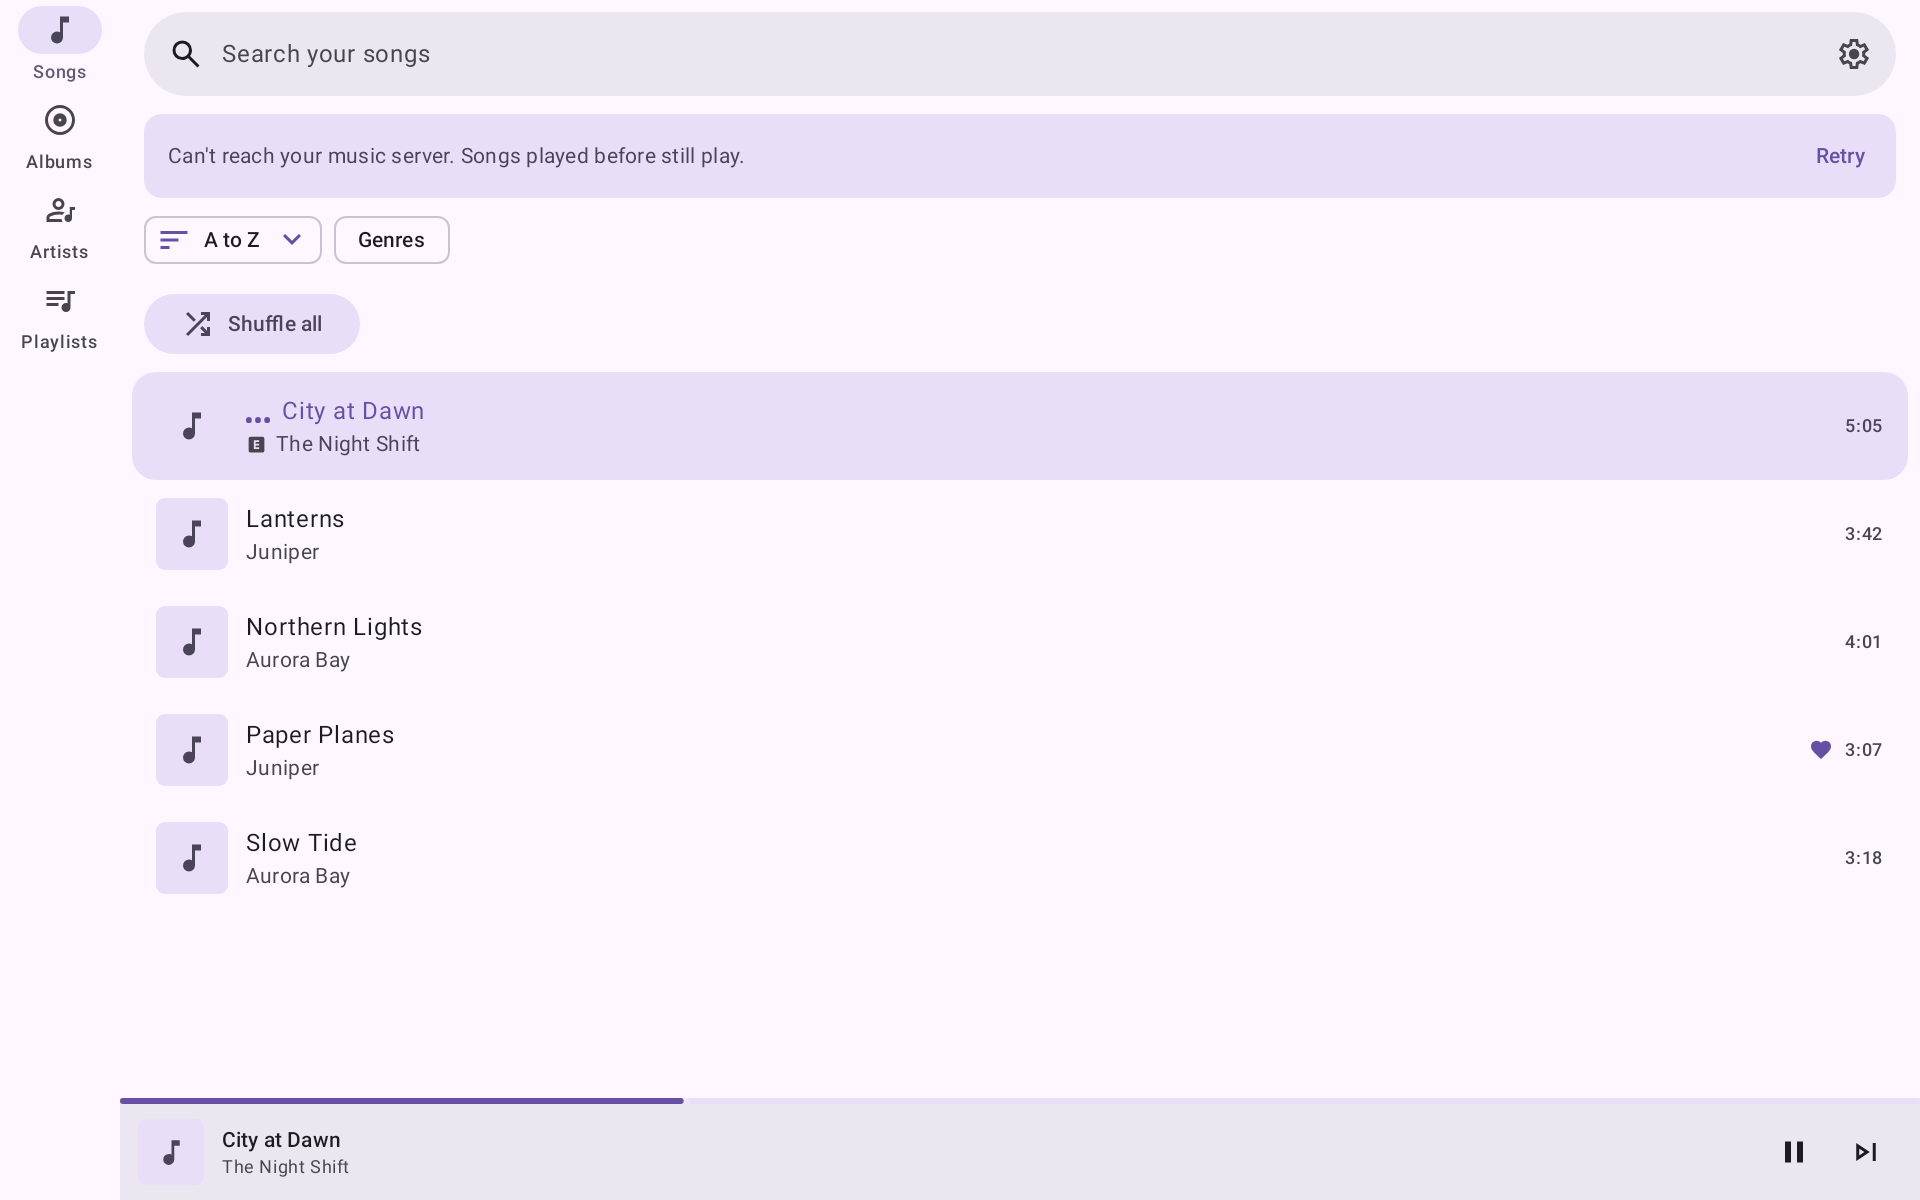 Songs
Albums
Artists
Playlists
Search your songs
Can't reach your music server. Songs played before still play.
Retry
A to Z
Genres
Shuffle all
City at Dawn
E The Night Shift
5:05
Lanterns
Juniper
3:42
Northern Lights
Aurora Bay
4:01
Paper Planes
Juniper
3:07
Slow Tide
Aurora Bay
3:18
City at Dawn
The Night Shift